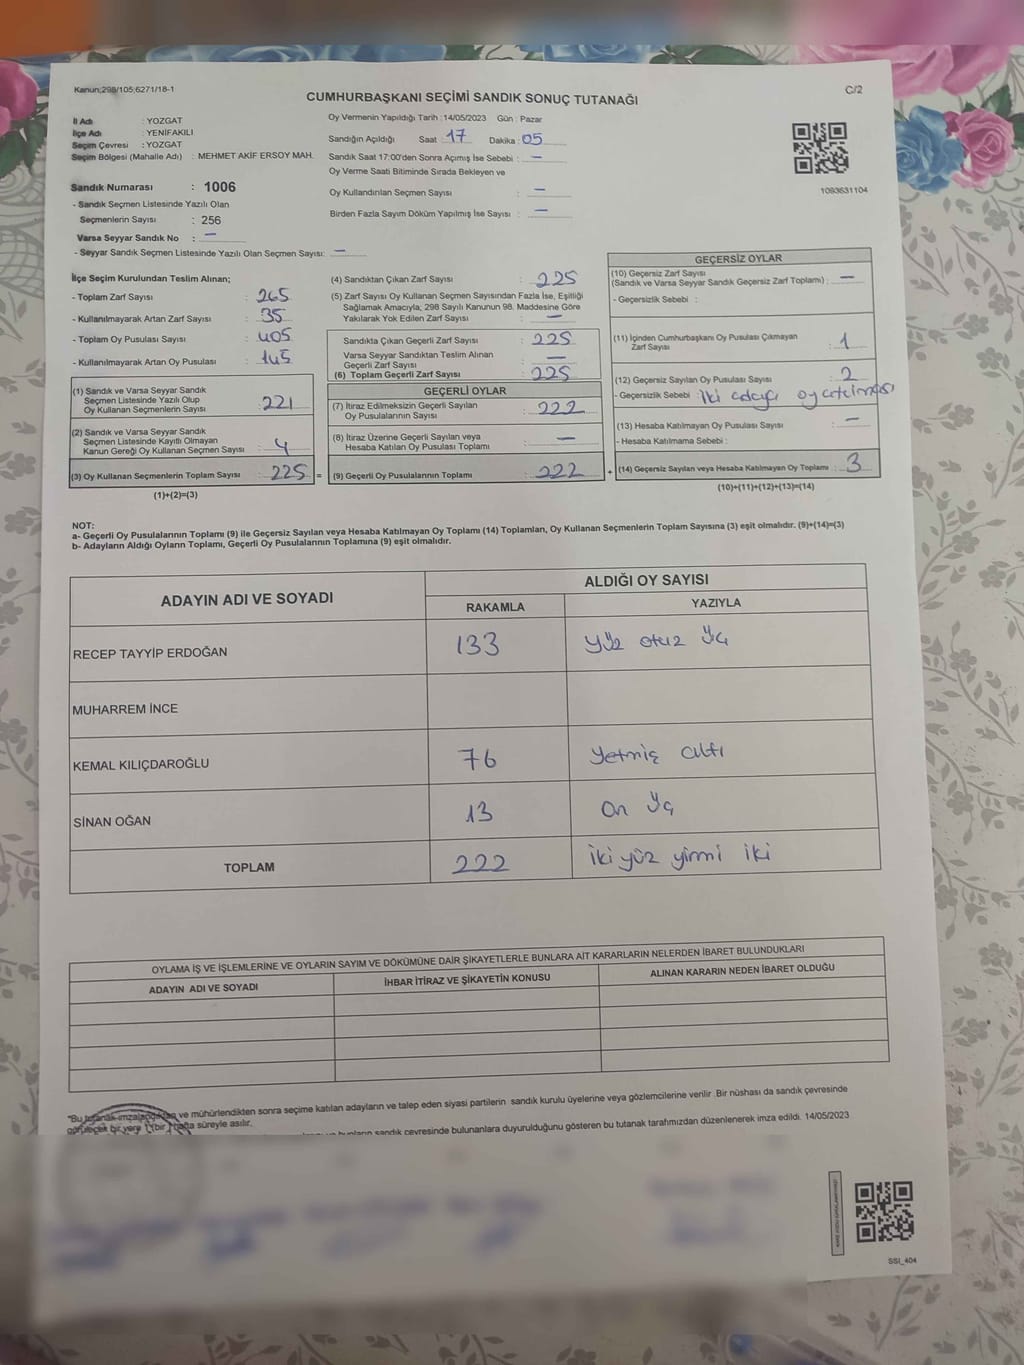 Kanun;298/105;6271/18-1
C/2
CUMHURBAŞKANI SEÇİMİ SANDIK SONUÇ TUTANAĞI
İl Adı : YOZGAT
İlçe Adı : YENİFAKILI
Seçim Çevresi : YOZGAT
Seçim Bölgesi (Mahalle Adı) : MEHMET AKİF ERSOY MAH.
Sandık Numarası : 1006
- Sandık Seçmen Listesinde Yazılı Olan
Seçmenlerin Sayısı : 256
Varsa Seyyar Sandık No : —
- Seyyar Sandık Seçmen Listesinde Yazılı Olan Seçmen Sayısı: —
Oy Vermenin Yapıldığı Tarih :14/05/2023 Gün : Pazar
Sandığın Açıldığı Saat : 17 Dakika : 05
Sandık Saat 17:00'den Sonra Açımış İse Sebebi : —
Oy Verme Saati Bitiminde Sırada Bekleyen ve
Oy Kullandırılan Seçmen Sayısı : —
Birden Fazla Sayım Döküm Yapılmış İse Sayısı : —
1093631104
İlçe Seçim Kurulundan Teslim Alınan;
- Toplam Zarf Sayısı : 265
- Kullanılmayarak Artan Zarf Sayısı : 35
- Toplam Oy Pusulası Sayısı : 405
- Kullanılmayarak Artan Oy Pusulası : 145
(1) Sandık ve Varsa Seyyar Sandık
Seçmen Listesinde Yazılı Olup
Oy Kullanan Seçmenlerin Sayısı : 221
(2) Sandık ve Varsa Seyyar Sandık
Seçmen Listesinde Kayıtlı Olmayan
Kanun Gereği Oy Kullanan Seçmen Sayısı : 4
(3) Oy Kullanan Seçmenlerin Toplam Sayısı : 225 =
(1)+(2)=(3)
(4) Sandıktan Çıkan Zarf Sayısı : 225
(5) Zarf Sayısı Oy Kullanan Seçmen Sayısından Fazla İse, Eşitliği
Sağlamak Amacıyla, 298 Sayılı Kanunun 98. Maddesine Göre
Yakılarak Yok Edilen Zarf Sayısı : —
Sandıkta Çıkan Geçerli Zarf Sayısı : 225
Varsa Seyyar Sandıktan Teslim Alınan
Geçerli Zarf Sayısı : —
(6) Toplam Geçerli Zarf Sayısı : 225
GEÇERLİ OYLAR
(7) İtiraz Edilmeksizin Geçerli Sayılan
Oy Pusulalarının Sayısı : 222
(8) İtiraz Üzerine Geçerli Sayılan veya
Hesaba Katılan Oy Pusulası Toplamı : —
(9) Geçerli Oy Pusulalarının Toplamı : 222 +
GEÇERSİZ OYLAR
(10) Geçersiz Zarf Sayısı
(Sandık ve Varsa Seyyar Sandık Geçersiz Zarf Toplamı) : —
- Geçersizlik Sebebi :
(11) İçinden Cumhurbaşkanı Oy Pusulası Çıkmayan
Zarf Sayısı : 1
(12) Geçersiz Sayılan Oy Pusulası Sayısı : 2
- Geçersizlik Sebebi : İki adaya oy atılması
(13) Hesaba Katılmayan Oy Pusulası Sayısı : —
- Hesaba Katılmama Sebebi :
(14) Geçersiz Sayılan veya Hesaba Katılmayan Oy Toplamı : 3
(10)+(11)+(12)+(13)=(14)
NOT:
a- Geçerli Oy Pusulalarının Toplamı (9) ile Geçersiz Sayılan veya Hesaba Katılmayan Oy Toplamı (14) Toplamları, Oy Kullanan Seçmenlerin Toplam Sayısına (3) eşit olmalıdır. (9)+(14)=(3)
b- Adayların Aldığı Oyların Toplamı, Geçerli Oy Pusulalarının Toplamına (9) eşit olmalıdır.
ADAYIN ADI VE SOYADI
ALDIĞI OY SAYISI
RAKAMLA YAZIYLA
RECEP TAYYİP ERDOĞAN 133 Yüz otuz Üç
MUHARREM İNCE
KEMAL KILIÇDAROĞLU 76 Yetmiş altı
SİNAN OĞAN 13 On Üç
TOPLAM 222 İki yüz yirmi iki
OYLAMA İŞ VE İŞLEMLERİNE VE OYLARIN SAYIM VE DÖKÜMÜNE DAİR ŞİKAYETLERLE BUNLARA AİT KARARLARIN NELERDEN İBARET BULUNDUKLARI
ADAYIN ADI VE SOYADI İHBAR İTİRAZ VE ŞİKAYETİN KONUSU ALINAN KARARIN NEDEN İBARET OLDUĞU
"Bu tutanak imzalandıktan ve mühürlendikten sonra seçime katılan adayların ve talep eden siyasi partilerin sandık kurulu üyelerine veya gözlemcilerine verilir .Bir nüshası da sandık çevresinde
görülecek bir yere 1 (bir) hafta süreyle asılır.
bunların sandık çevresinde bulunanlara duyurulduğunu gösteren bu tutanak tarafımızdan düzenlenerek imza edildi. 14/05/2023
SSI_404